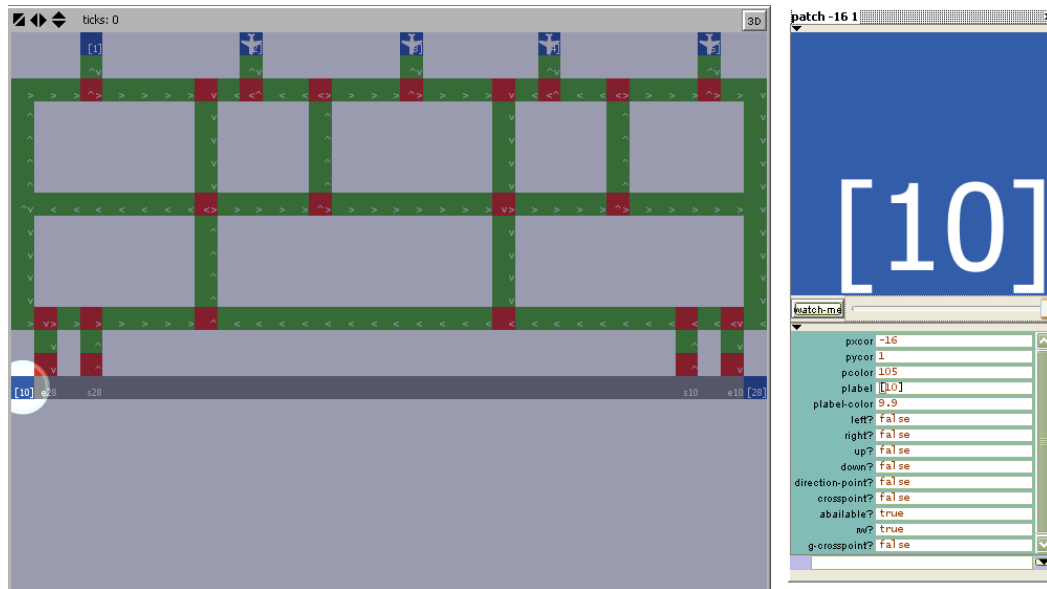 ticks: 0
3D
[1]
^v ^v ^v ^v ^v
> > > ^> > > > > v < <^ < < <> > > > ^> > > > v < <^ < < <> > > > ^> > v
^v < < < < < < < <> > > > > ^> > > > > > > > v> > > > > ^> > > > > >
> v> > > > > > > ^ < < < < < < < < < < < < < < < < < < < < < < <v <
[10] e28 s28 s10 e10 [28]
patch -16 1
[10]
watch-me
pxcor -16
pycor 1
pcolor 105
plabel [10]
plabel-color 9.9
left? false
right? false
up? false
down? false
direction-point? false
crosspoint? false
abailable? true
rw? true
g-crosspoint? false